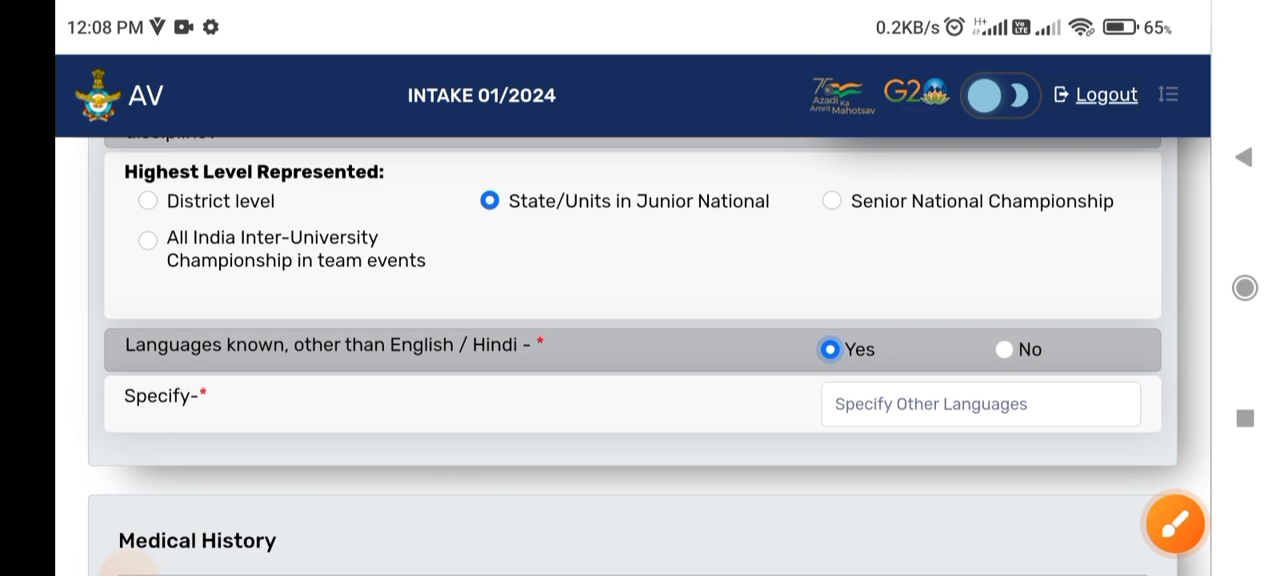 12:08 PM
0.2KB/s
H+
65%
AV
INTAKE 01/2024
Azadi Ka
Amrit Mahotsav
G20
Logout
Highest Level Represented:
District level
State/Units in Junior National
Senior National Championship
All India Inter-University
Championship in team events
Languages known, other than English / Hindi - *
Yes
No
Specify-*
Specify Other Languages
Medical History